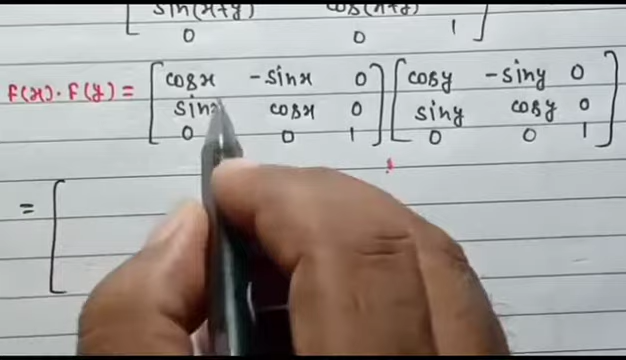 sin(x+y) cos(x+y)
0 0 1
F(x)·F(y) = [cosx -sinx 0] [cosy -siny 0]
[sinx cosx 0] [siny cosy 0]
[0 0 1] [0 0 1]
= [